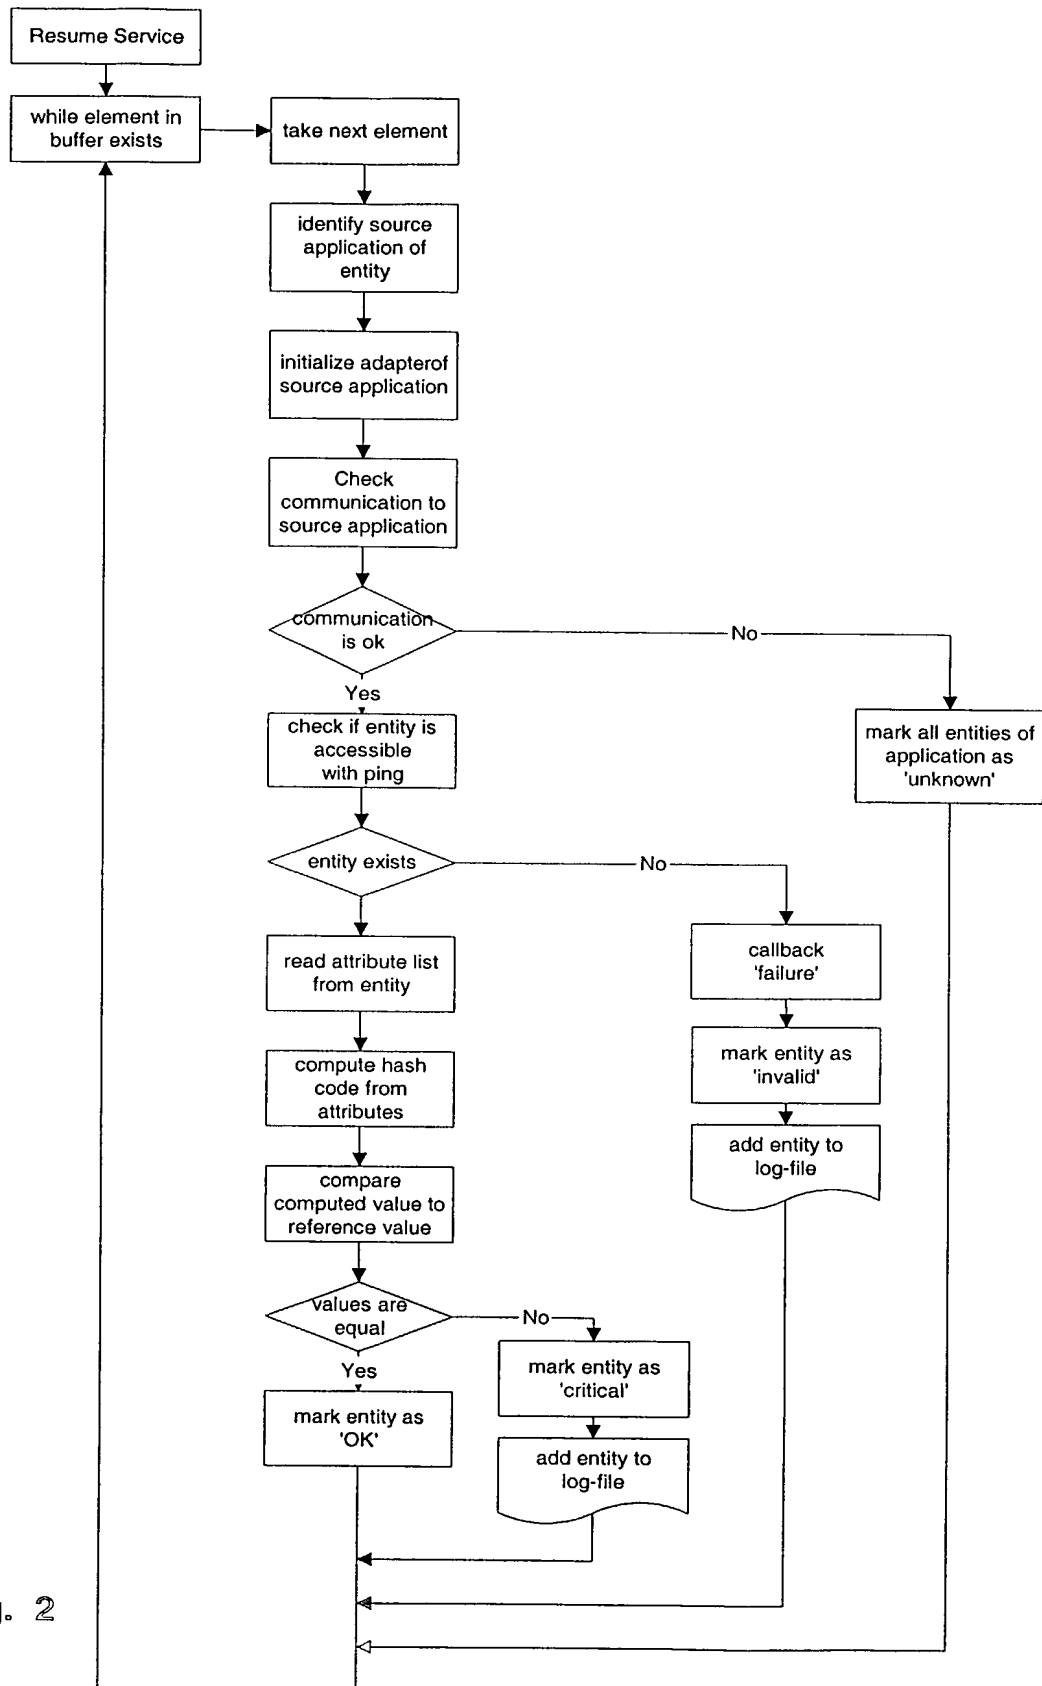 Resume Service
while element in
buffer exists
take next element
identify source
application of
entity
initialize adapterof
source application
Check
communication to
source application
communication
is ok
No
Yes
check if entity is
accessible
with ping
mark all entities of
application as
'unknown'
entity exists
No
read attribute list
from entity
callback
'failure'
compute hash
code from
attributes
mark entity as
'invalid'
add entity to
log-file
compare
computed value to
reference value
values are
equal
No
Yes
mark entity as
'critical'
mark entity as
'OK'
add entity to
log-file
2